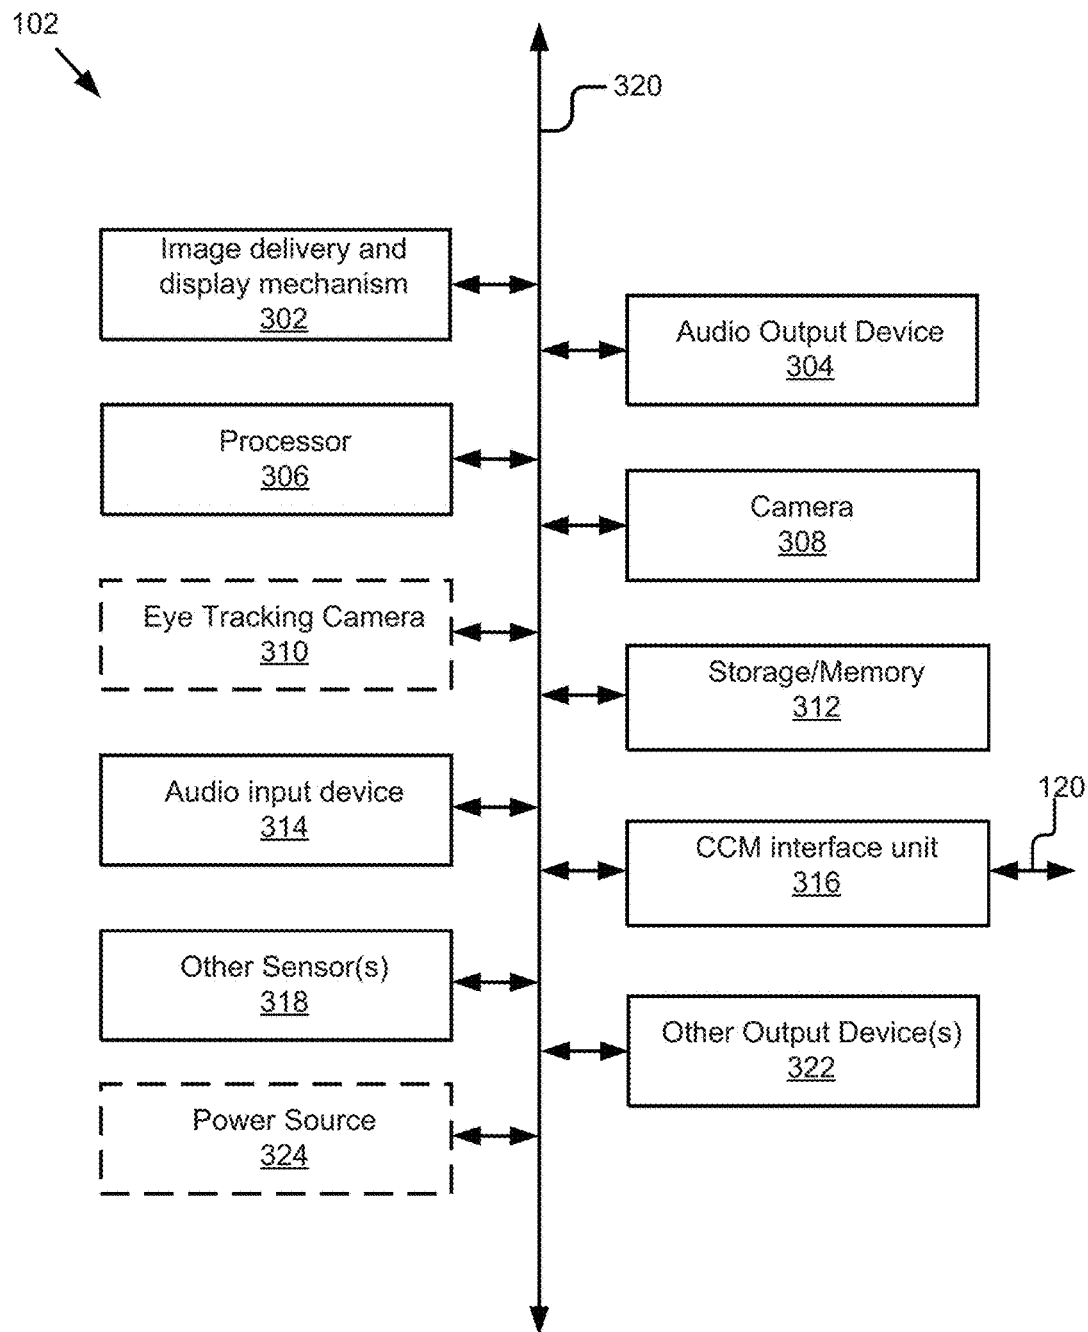 102
320
Image delivery and
display mechanism
302
Audio Output Device
304
Processor
306
Camera
308
Eye Tracking Camera
310
Storage/Memory
312
Audio input device
314
120
CCM interface unit
316
Other Sensor(s)
318
Other Output Device(s)
322
Power Source
324